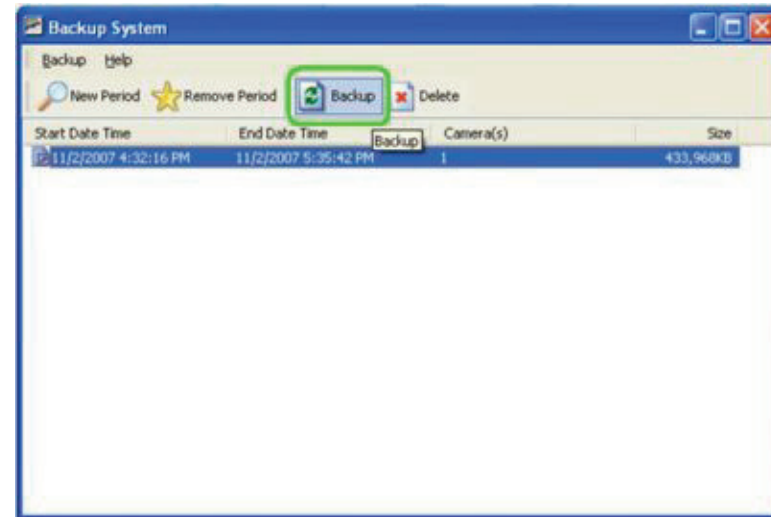 Backup System
Backup Help
New Period Remove Period Backup Delete
Start Date Time End Date Time Camera(s) Size
Backup
11/2/2007 4:32:16 PM 11/2/2007 5:35:42 PM 1 433,968KB